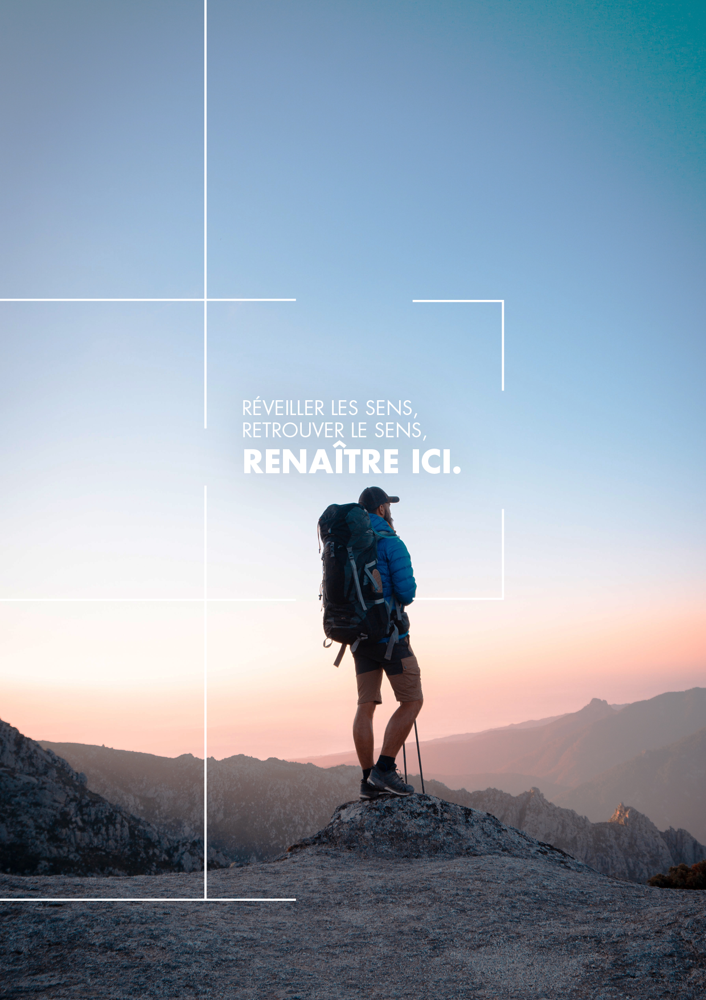 RÉVEILLER LES SENS,
RETROUVER LE SENS,
RENAÎTRE ICI.